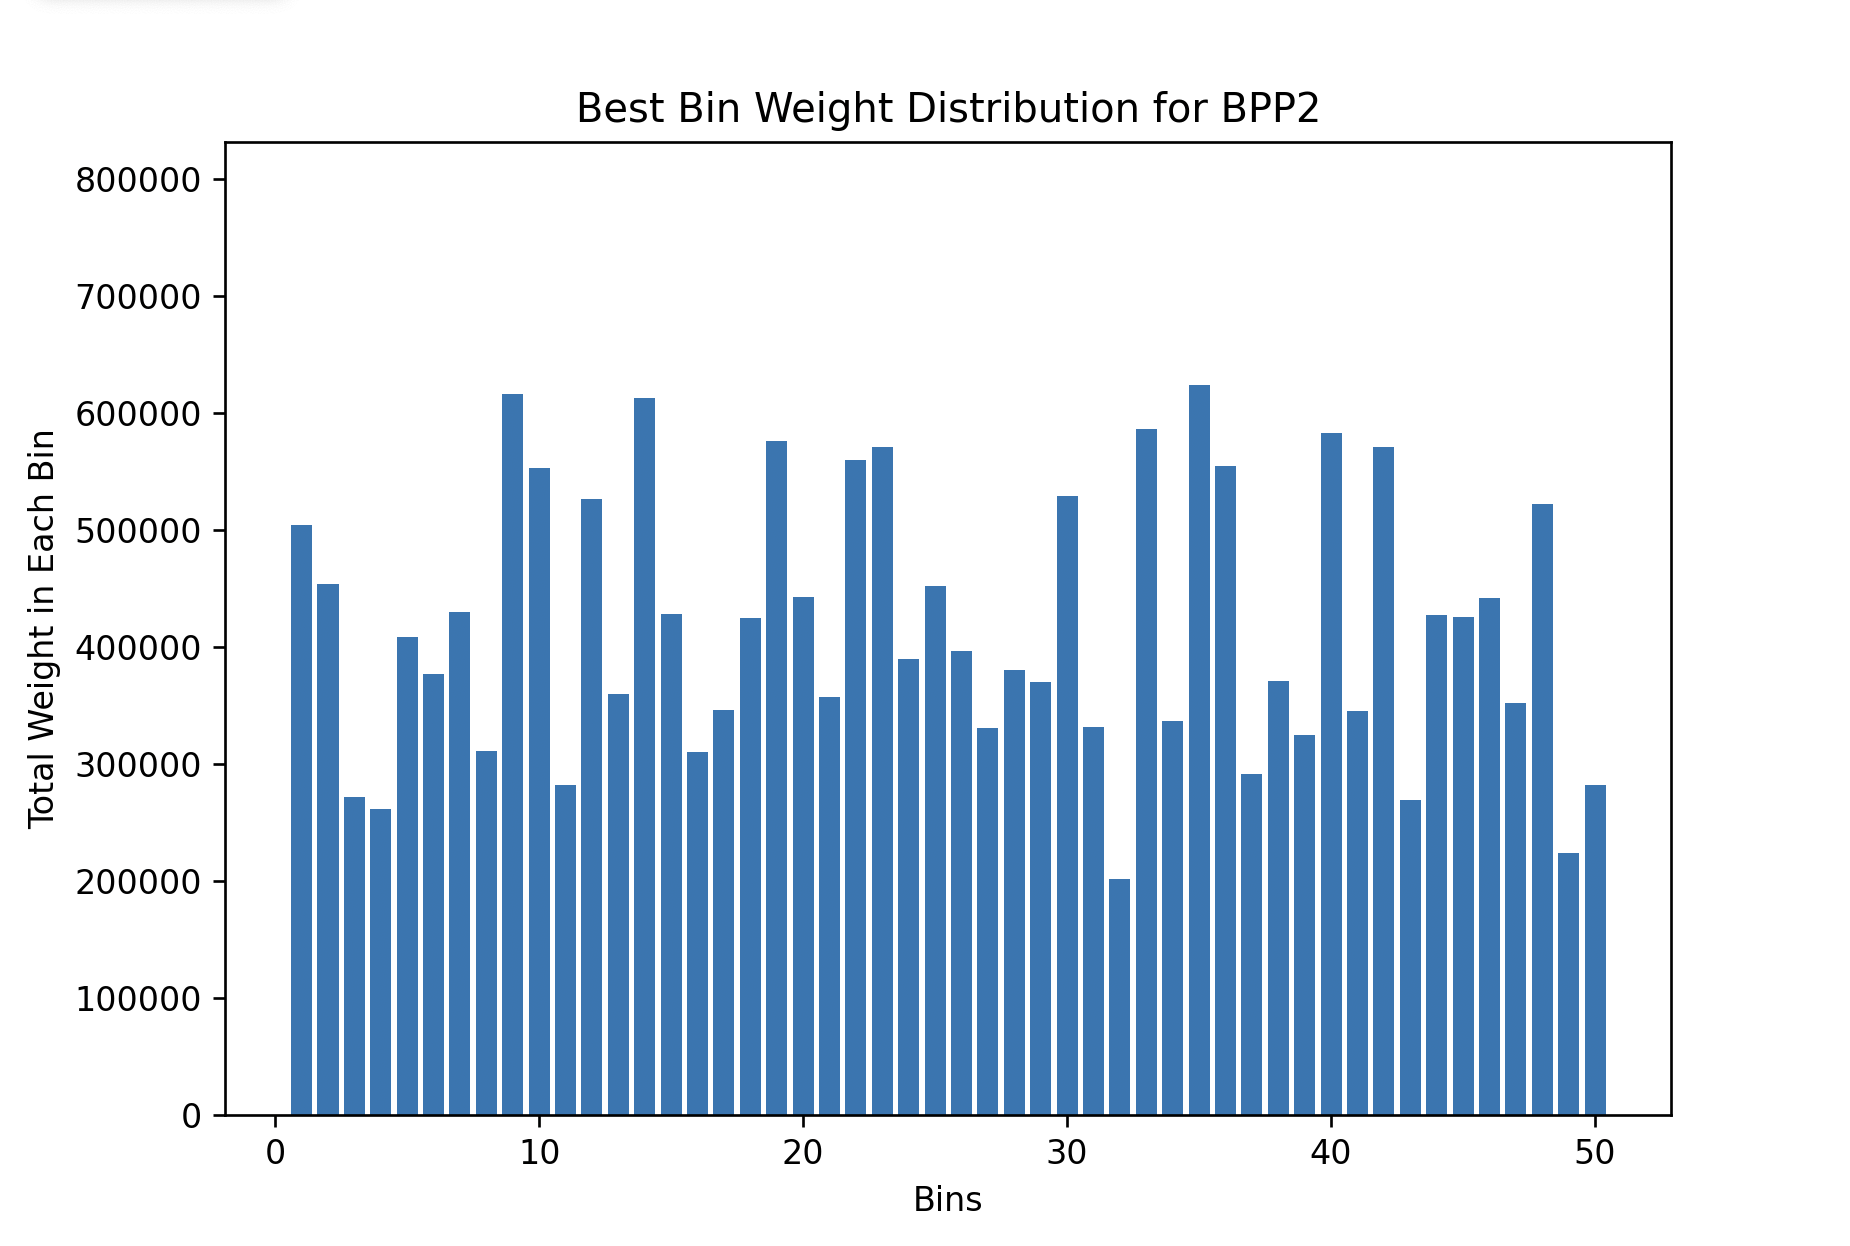 Best Bin Weight Distribution for BPP2
800000
700000
600000
500000
400000
300000
200000
100000
0
Total Weight in Each Bin
0 10 20 30 40 50
Bins